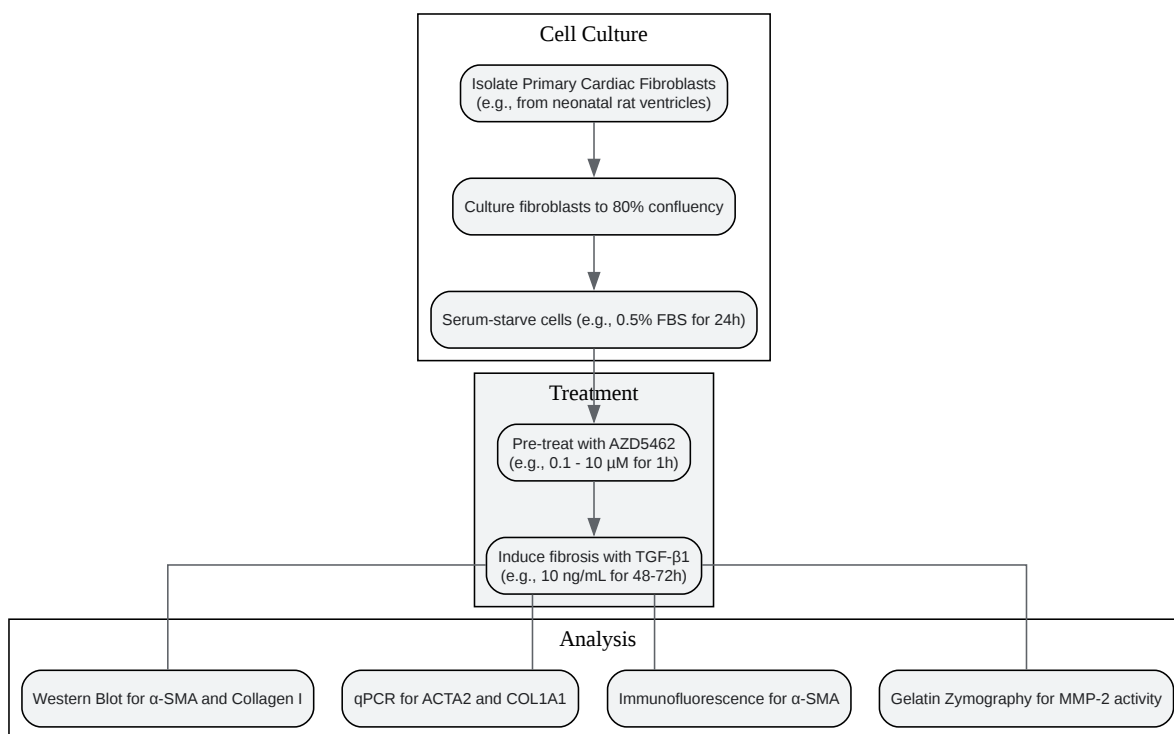 Cell Culture
Isolate Primary Cardiac Fibroblasts
(e.g., from neonatal rat ventricles)
Culture fibroblasts to 80% confluency
Serum-starve cells (e.g., 0.5% FBS for 24h)
Treatment
Pre-treat with AZD5462
(e.g., 0.1 - 10 µM for 1h)
Induce fibrosis with TGF-β1
(e.g., 10 ng/mL for 48-72h)
Analysis
Western Blot for α-SMA and Collagen I
qPCR for ACTA2 and COL1A1
Immunofluorescence for α-SMA
Gelatin Zymography for MMP-2 activity